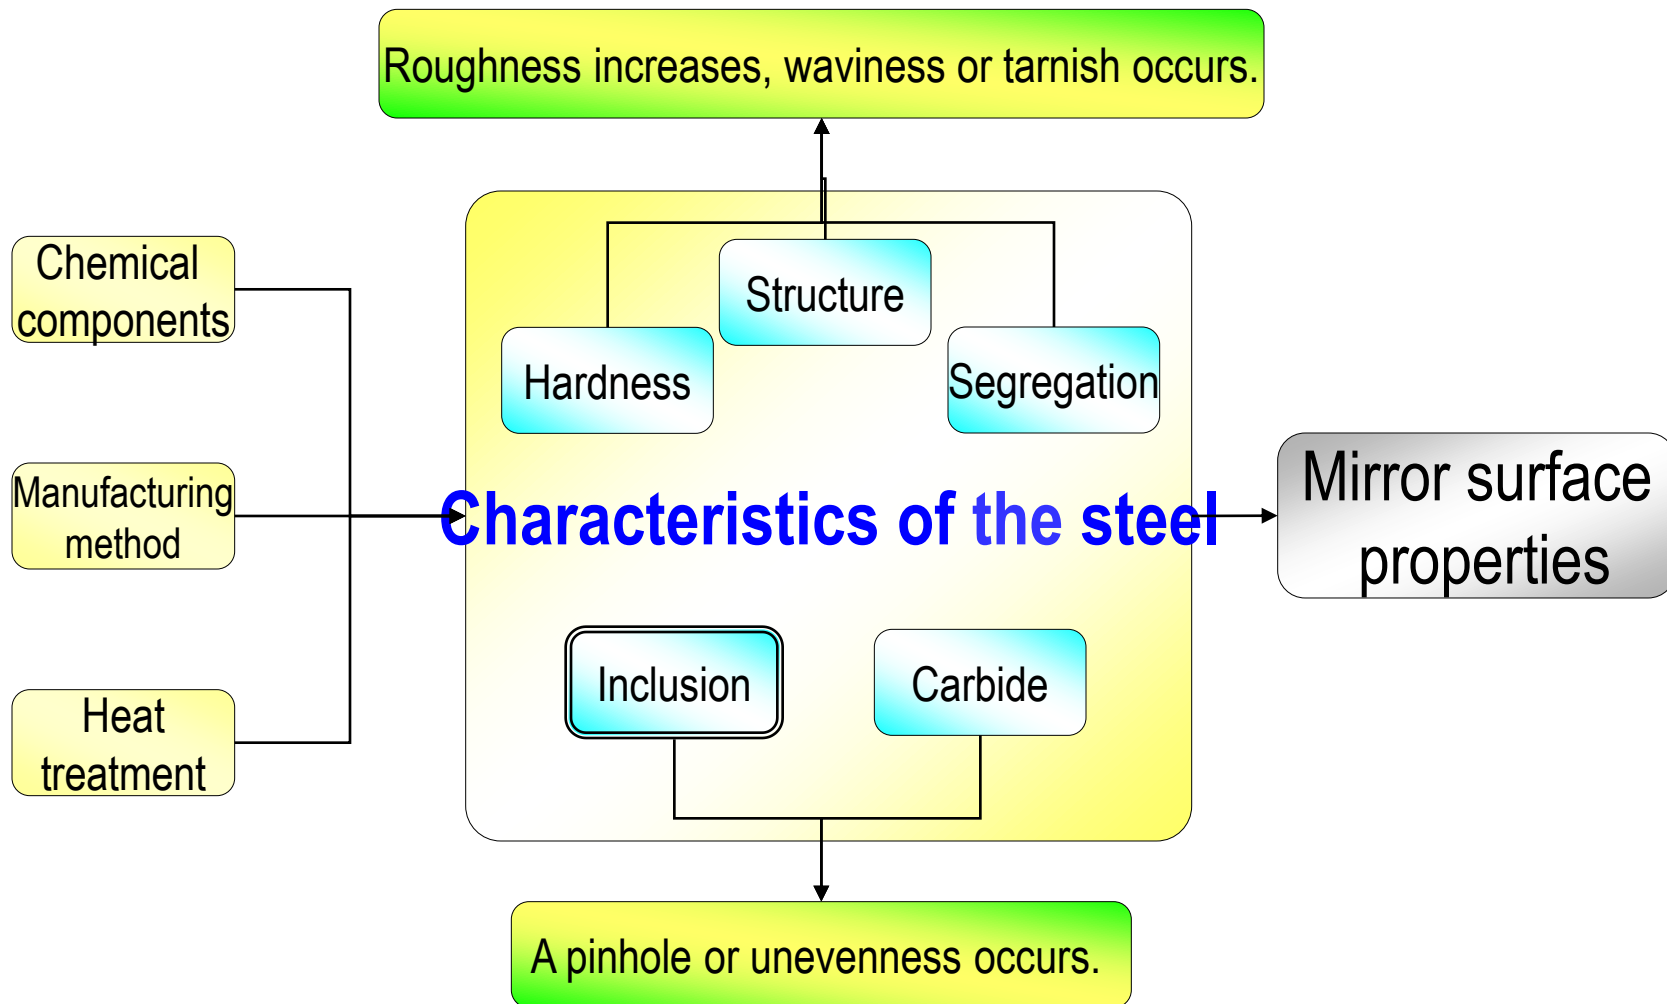 Roughness increases, waviness or tarnish occurs.
Chemical
components
Structure
Hardness
Segregation
Manufacturing
method
Characteristics of the steel
Mirror surface
properties
Inclusion
Carbide
Heat
treatment
A pinhole or unevenness occurs.